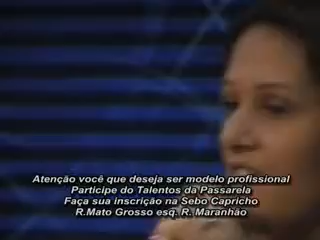 Atenção você que deseja ser modelo profissional
Participe do Talentos da Passarela
Faça sua inscrição na Sebo Capricho
R.Mato Grosso esq. R. Maranhão